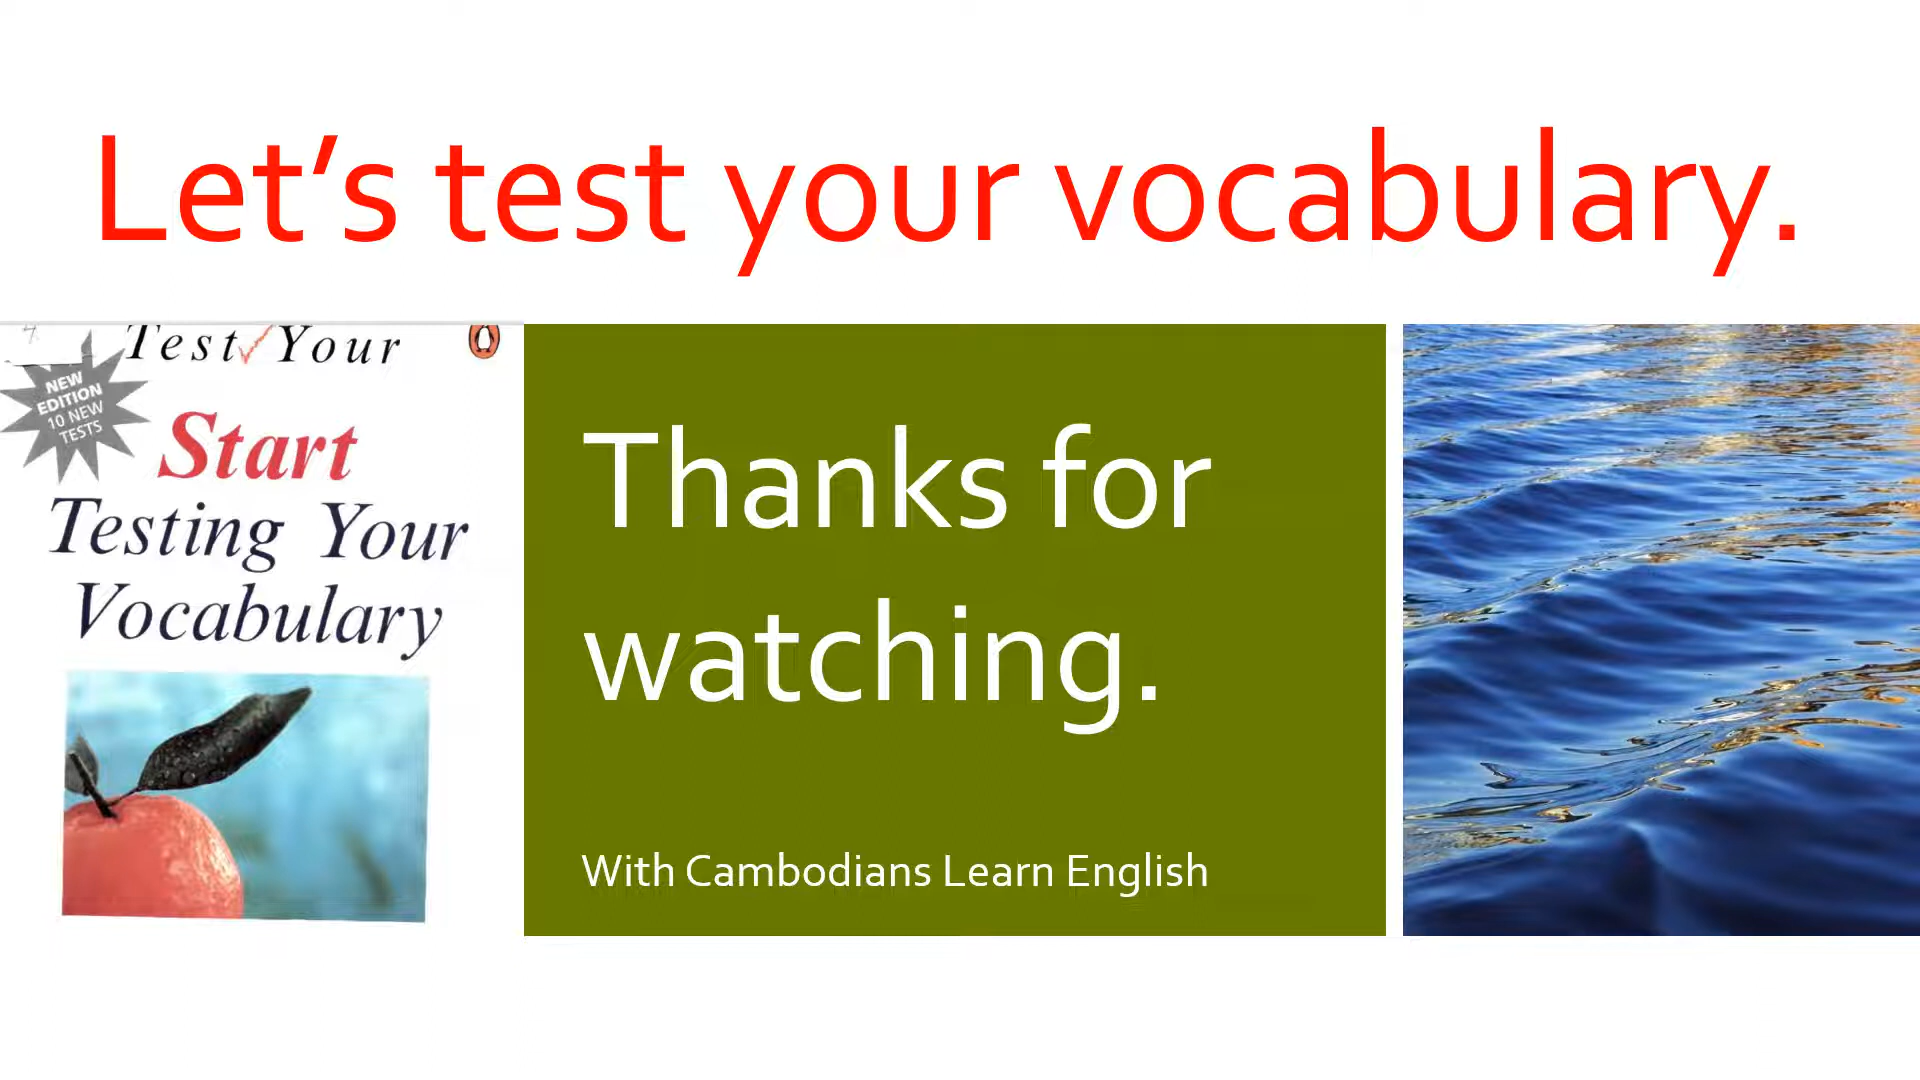 Let’s test your vocabulary.
Test Your
NEW
EDITION
10 NEW
TESTS
Start
Testing Your
Vocabulary
Thanks for
watching.
With Cambodians Learn English